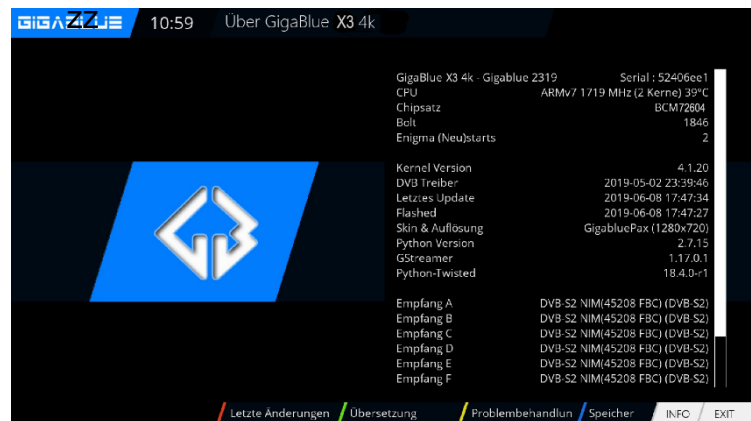 GIGABLUE
ZZ
10:59 Über GigaBlue X3 4k
GigaBlue X3 4k - Gigablue 2319 Serial : 52406ee1
CPU ARMv7 1719 MHz (2 Kerne) 39°C
Chipsatz BCM72604
Bolt 1846
Enigma (Neu)starts 2
Kernel Version 4.1.20
DVB Treiber 2019-05-02 23:39:46
Letztes Update 2019-06-08 17:47:34
Flashed 2019-06-08 17:47:27
Skin & Auflösung GigabluePax (1280x720)
Python Version 2.7.15
GStreamer 1.17.0.1
Python-Twisted 18.4.0-r1
Empfang A DVB-S2 NIM(45208 FBC) (DVB-S2)
Empfang B DVB-S2 NIM(45208 FBC) (DVB-S2)
Empfang C DVB-S2 NIM(45208 FBC) (DVB-S2)
Empfang D DVB-S2 NIM(45208 FBC) (DVB-S2)
Empfang E DVB-S2 NIM(45208 FBC) (DVB-S2)
Empfang F DVB-S2 NIM(45208 FBC) (DVB-S2)
Letzte Änderungen Übersetzung Problembehandlun Speicher INFO EXIT